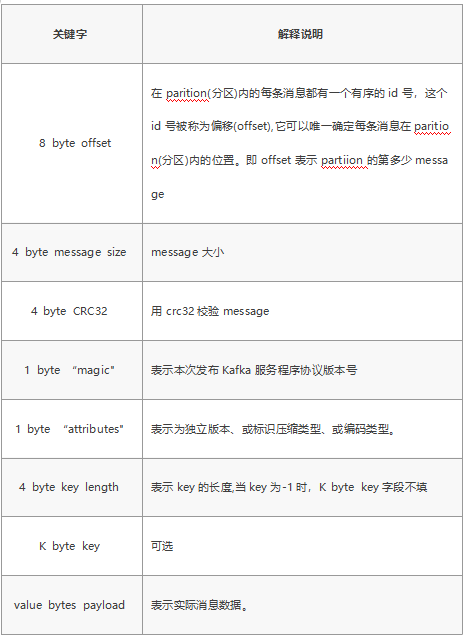 关键字
解释说明
8 byte offset
在 parition(分区)内的每条消息都有一个有序的 id 号，这个
id 号被称为偏移(offset),它可以唯一确定每条消息在 paritio
n(分区)内的位置。即 offset 表示 partiion 的第多少 messa
ge
4 byte message size
message 大小
4 byte CRC32
用 crc32 校验 message
1 byte “magic"
表示本次发布 Kafka 服务程序协议版本号
1 byte “attributes"
表示为独立版本、或标识压缩类型、或编码类型。
4 byte key length
表示 key 的长度,当 key 为-1 时，K byte key 字段不填
K byte key
可选
value bytes payload
表示实际消息数据。